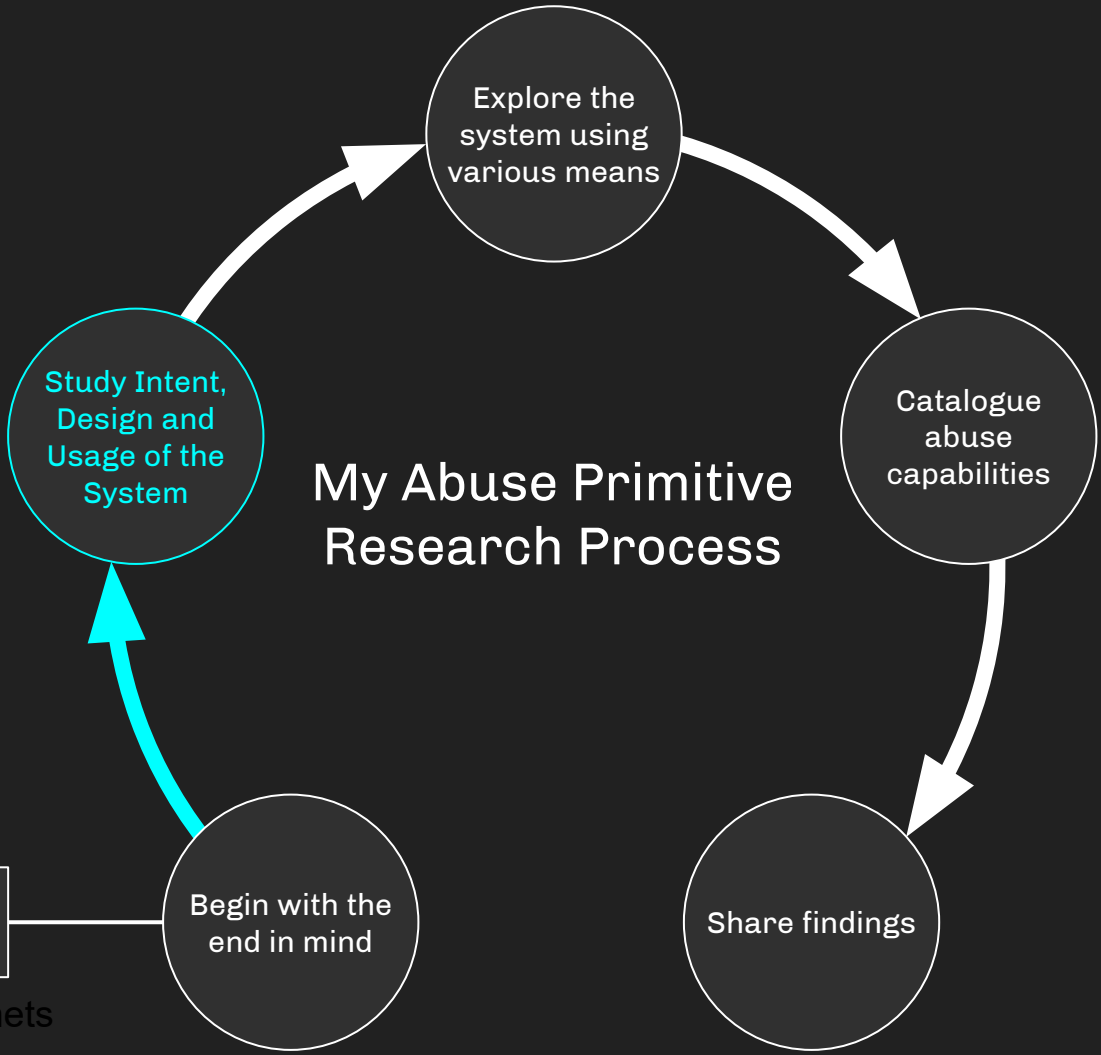 Explore the
system using
various means
Study Intent,
Design and
Usage of the
System
Catalogue
abuse
capabilities
My Abuse Primitive
Research Process
Begin with the
end in mind
Share findings